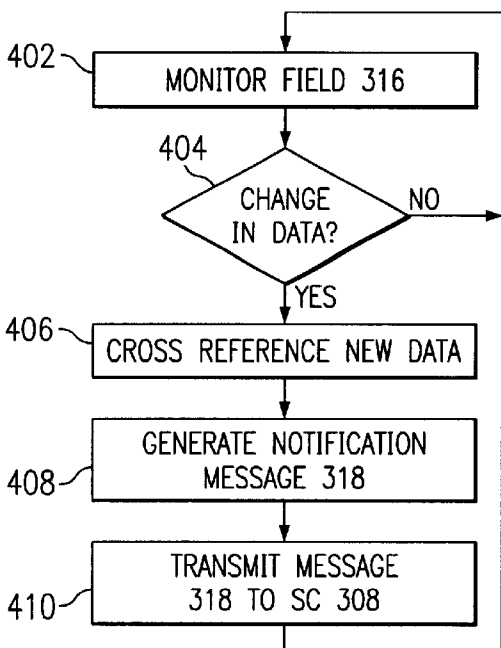 402
MONITOR FIELD 316
404
CHANGE
IN DATA?
NO
YES
406
CROSS REFERENCE NEW DATA
GENERATE NOTIFICATION
MESSAGE 318
408
TRANSMIT MESSAGE
318 TO SC 308
410